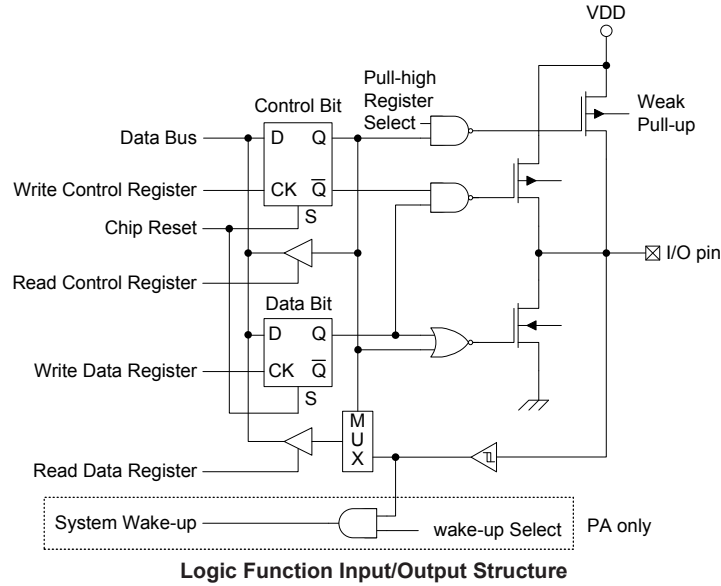 VDD
Pull-high
Register
Select
Weak
Pull-up
Control Bit
Data Bus
D Q
Write Control Register
CK Q̅
S
Chip Reset
I/O pin
Read Control Register
Data Bit
D Q
Write Data Register
CK Q̅
S
M
U
X
Read Data Register
System Wake-up
wake-up Select
PA only
Logic Function Input/Output Structure